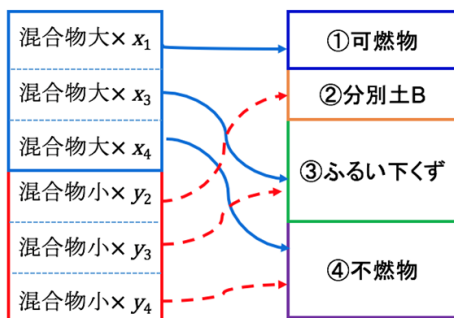 混合物大× x₁
混合物大× x₃
混合物大× x₄
混合物小× y₂
混合物小× y₃
混合物小× y₄
①可燃物
②分別土B
③ふるい下くず
④不燃物